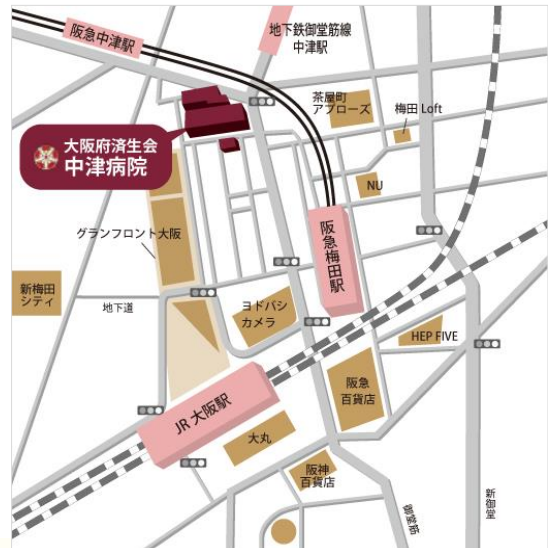 阪急中津駅
地下鉄御堂筋線
中津駅
茶屋町
アプローズ
梅田 Loft
大阪府済生会
中津病院
NU
グランフロント大阪
阪急梅田駅
新梅田
シティ
地下道
ヨドバシ
カメラ
HEP FIVE
阪急
百貨店
JR 大阪駅
大丸
阪神
百貨店
御堂筋
新御堂